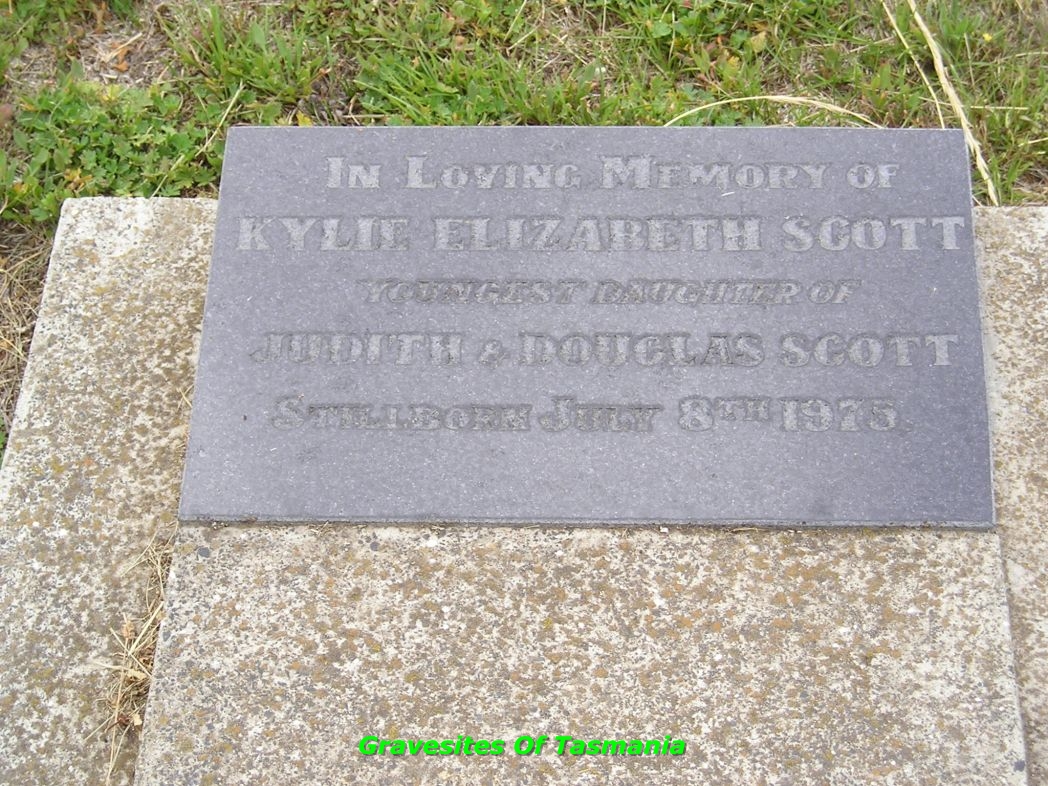 In Loving Memory of
KYLIE ELIZABETH SCOTT
YOUNGEST DAUGHTER OF
JUDITH & DOUGLAS SCOTT
STILLBORN JULY 8TH 1975.
Gravesites Of Tasmania